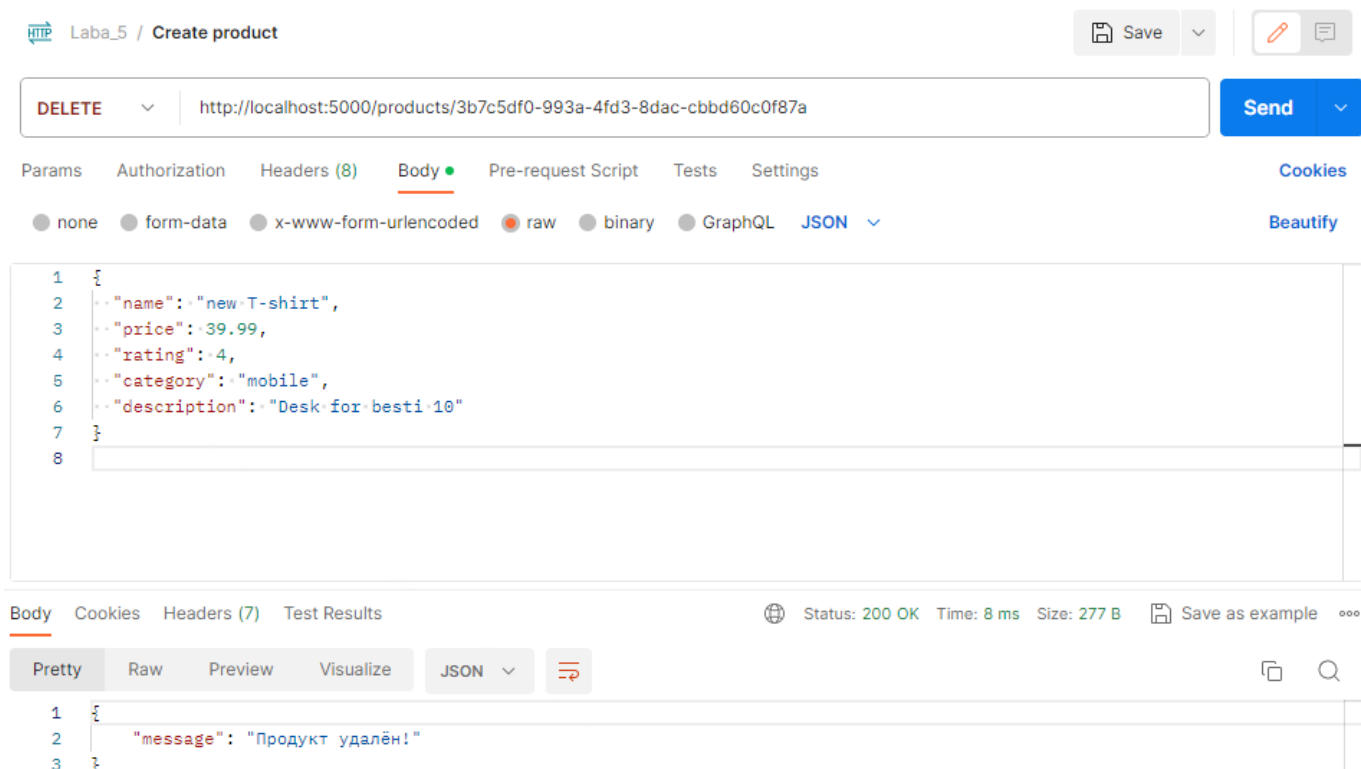 HTTP Laba_5 / Create product Save
DELETE http://localhost:5000/products/3b7c5df0-993a-4fd3-8dac-cbbd60c0f87a Send
Params Authorization Headers (8) Body Pre-request Script Tests Settings Cookies
none form-data x-www-form-urlencoded raw binary GraphQL JSON Beautify
1 {
2 "name": "new T-shirt",
3 "price": 39.99,
4 "rating": 4,
5 "category": "mobile",
6 "description": "Desk for besti 10"
7 }
8
Body Cookies Headers (7) Test Results Status: 200 OK Time: 8 ms Size: 277 B Save as example
Pretty Raw Preview Visualize JSON
1 {
2 "message": "Продукт удалён!"
3 }